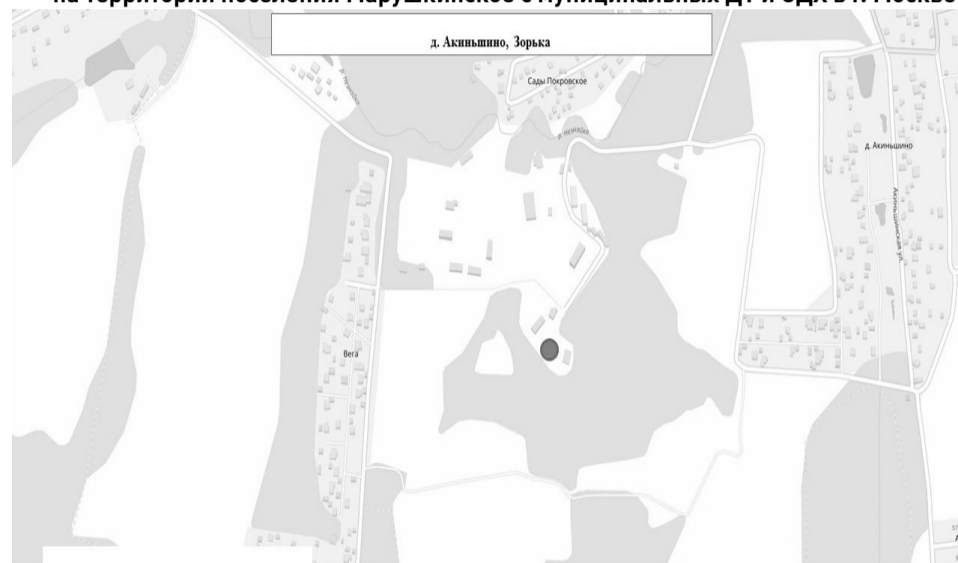 на территории поселения Марушкинское с муниципальных ДТ и ОДХ в г. Москве
д. Акиньшино, Зорька
Сады Покровское
р. Незнайка
р. Незнайка
д. Акиньшино
Акиньшинская ул.
Вега